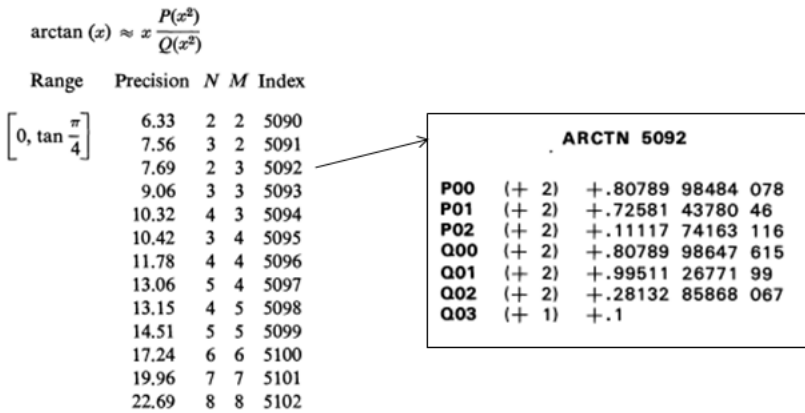 arctan (x) ≈ x P(x²)/Q(x²)
Range Precision N M Index
[0, tan π/4]
6.33 2 2 5090
7.56 3 2 5091
7.69 2 3 5092
9.06 3 3 5093
10.32 4 3 5094
10.42 3 4 5095
11.78 4 4 5096
13.06 5 4 5097
13.15 4 5 5098
14.51 5 5 5099
17.24 6 6 5100
19.96 7 7 5101
22.69 8 8 5102
ARCTN 5092
P00 (+ 2) +.80789 98484 078
P01 (+ 2) +.72581 43780 46
P02 (+ 2) +.11117 74163 116
Q00 (+ 2) +.80789 98647 615
Q01 (+ 2) +.99511 26771 99
Q02 (+ 2) +.28132 85868 067
Q03 (+ 1) +.1